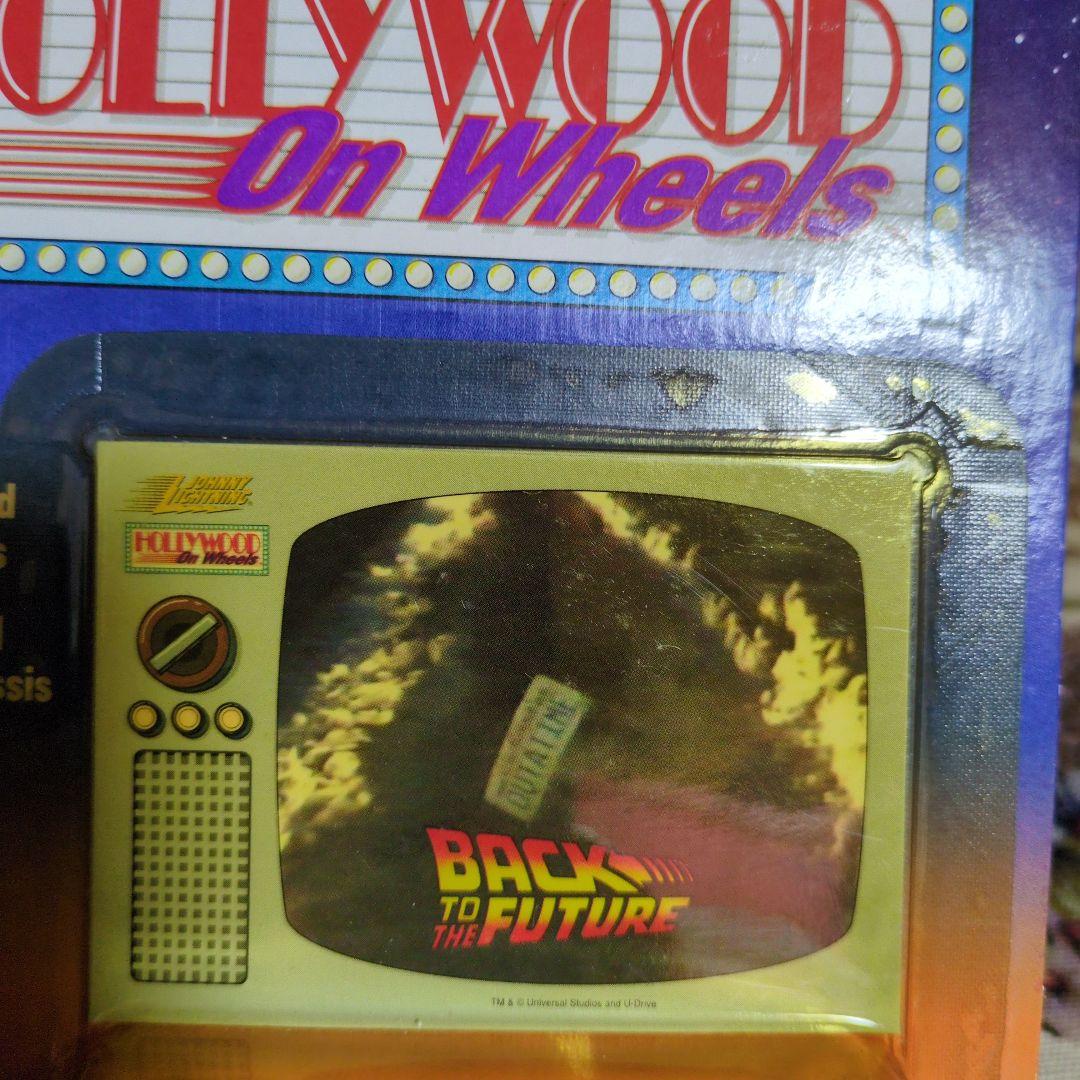 OLLYWOOD
On Wheels
d
s
l
ssis
JOHNNY
LIGHTNING
HOLLYWOOD
On Wheels
OUTATIME
BACK
TO
THE FUTURE
TM & © Universal Studios and U-Drive